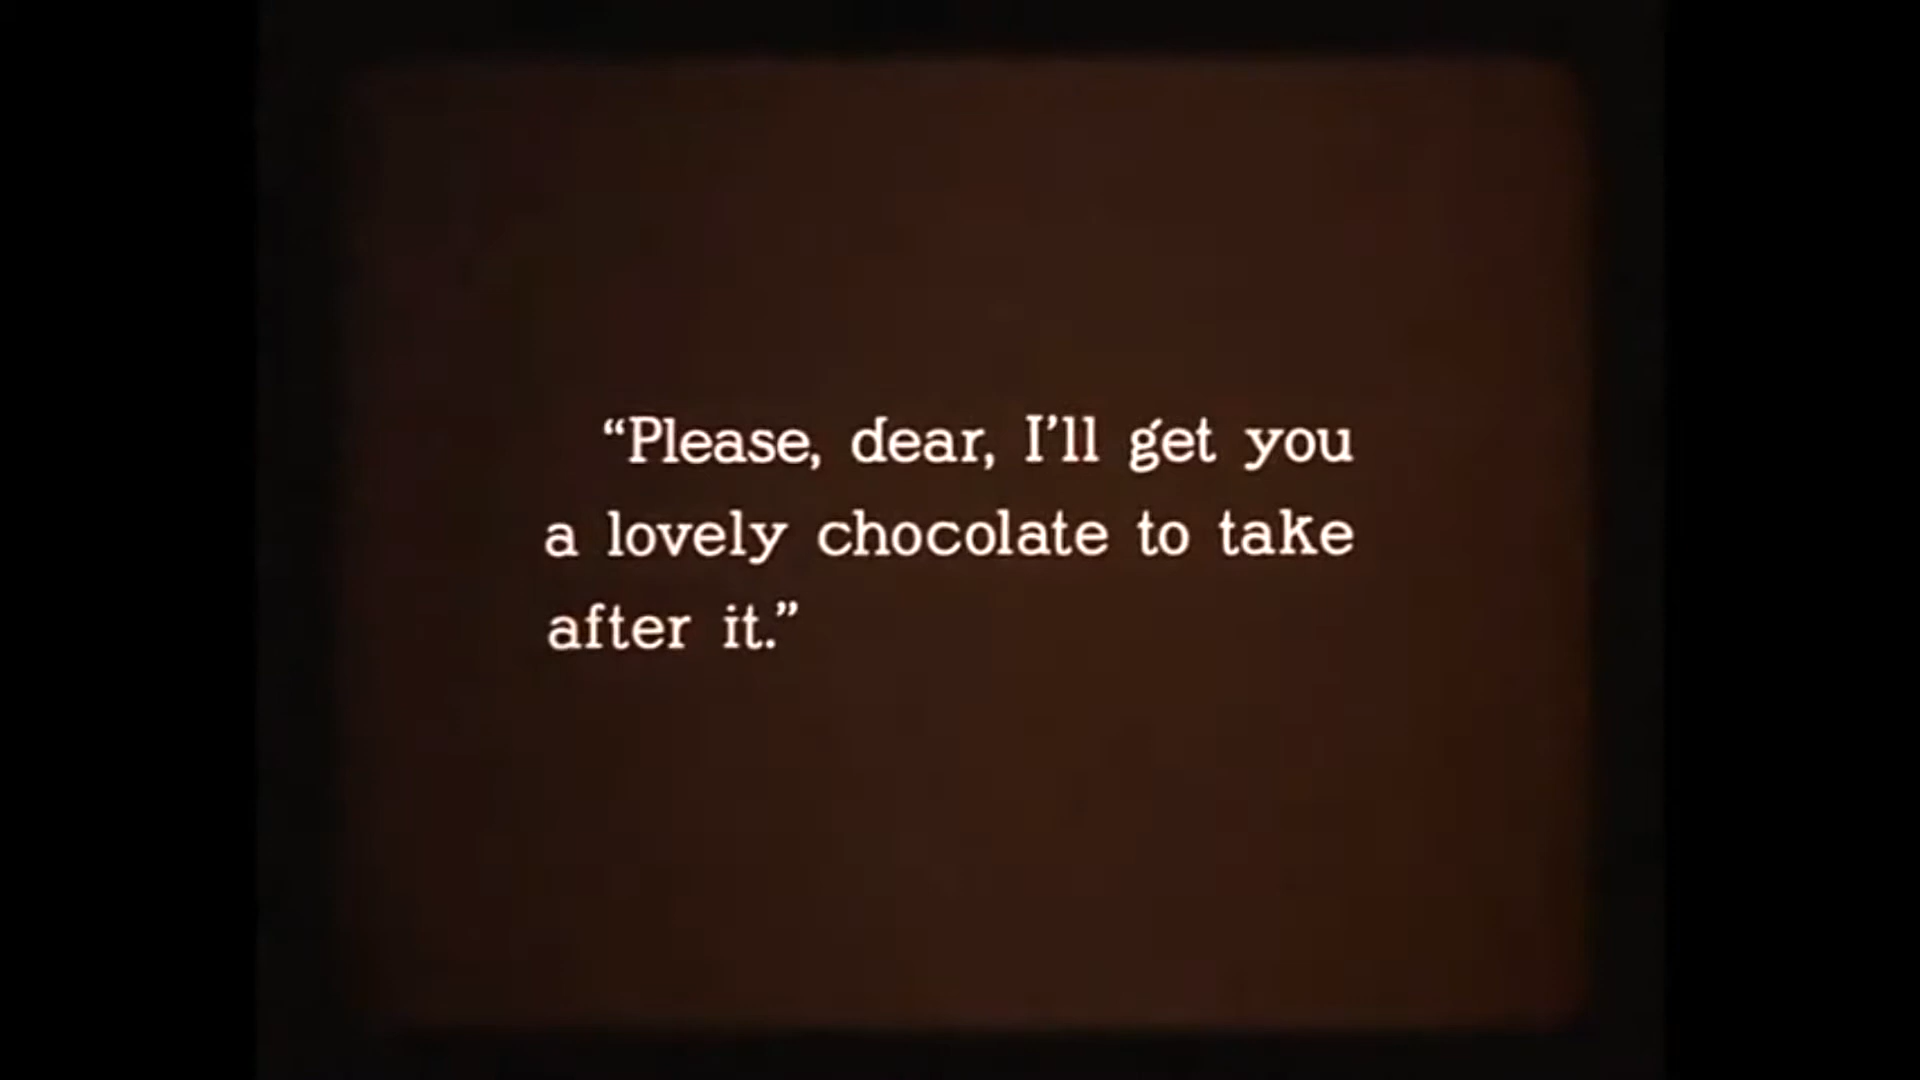 “Please, dear, I’ll get you
a lovely chocolate to take
after it.”